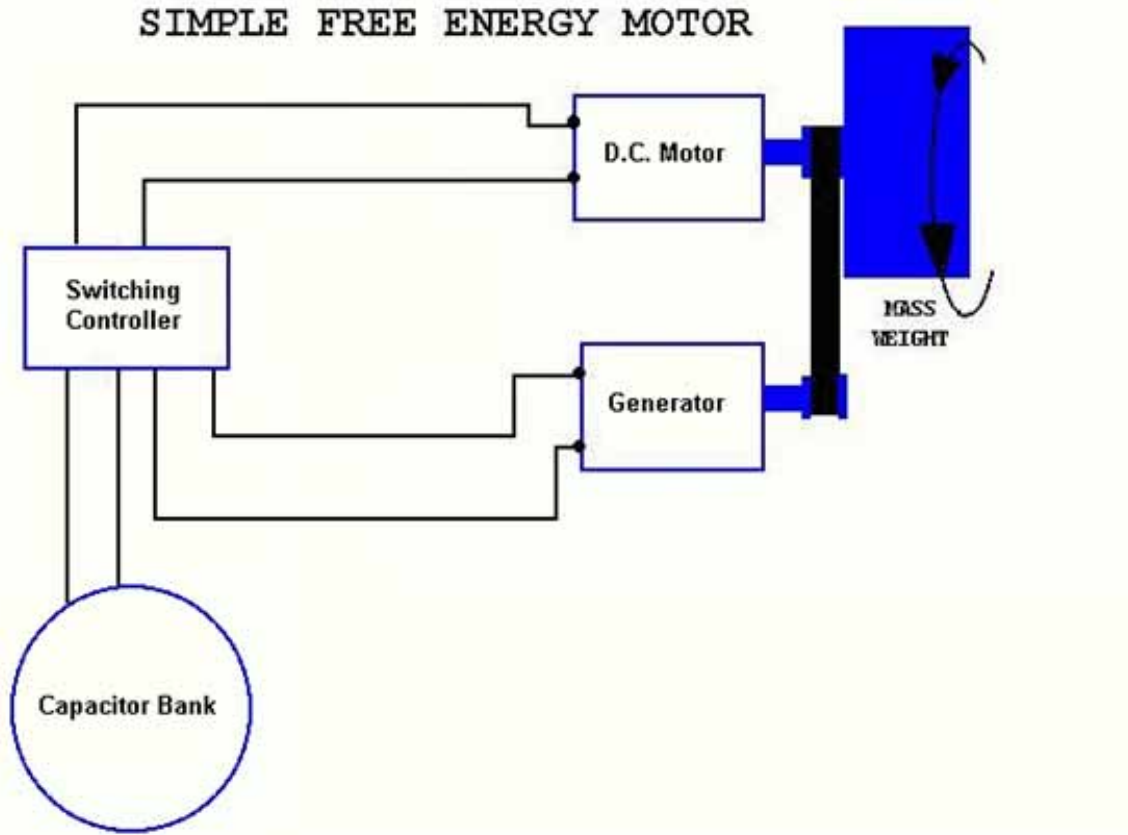 SIMPLE FREE ENERGY MOTOR
D.C. Motor
Switching
Controller
MASS
WEIGHT
Generator
Capacitor Bank